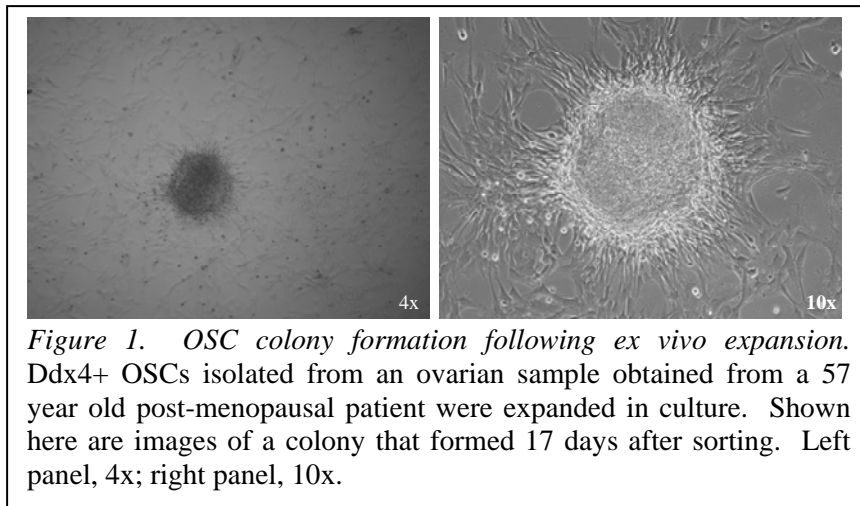 4x
10x
Figure 1. OSC colony formation following ex vivo expansion.
Ddx4+ OSCs isolated from an ovarian sample obtained from a 57
year old post-menopausal patient were expanded in culture. Shown
here are images of a colony that formed 17 days after sorting. Left
panel, 4x; right panel, 10x.